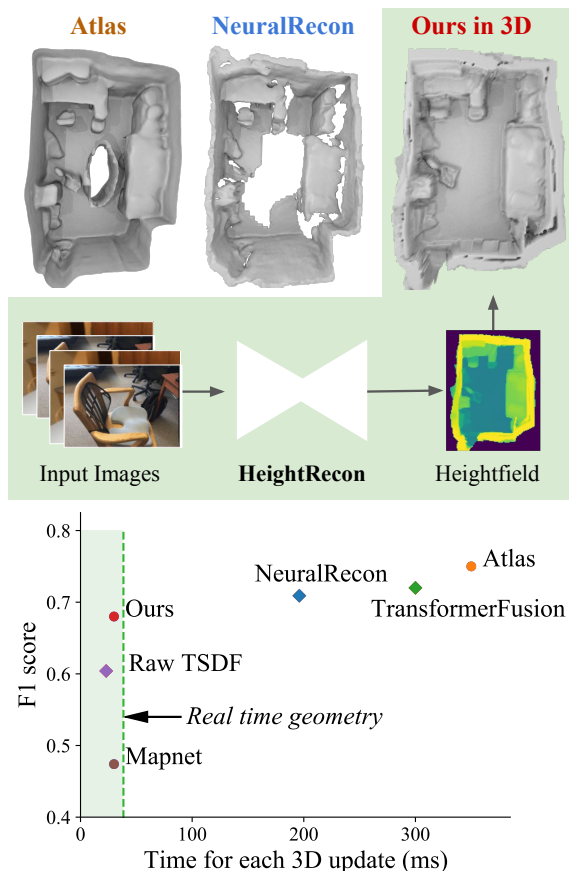 Atlas
NeuralRecon
Ours in 3D
Input Images
HeightRecon
Heightfield
0.8
0.7
0.6
0.5
0.4
F1 score
Atlas
NeuralRecon
TransformerFusion
Ours
Raw TSDF
Real time geometry
Mapnet
0
100
200
300
Time for each 3D update (ms)